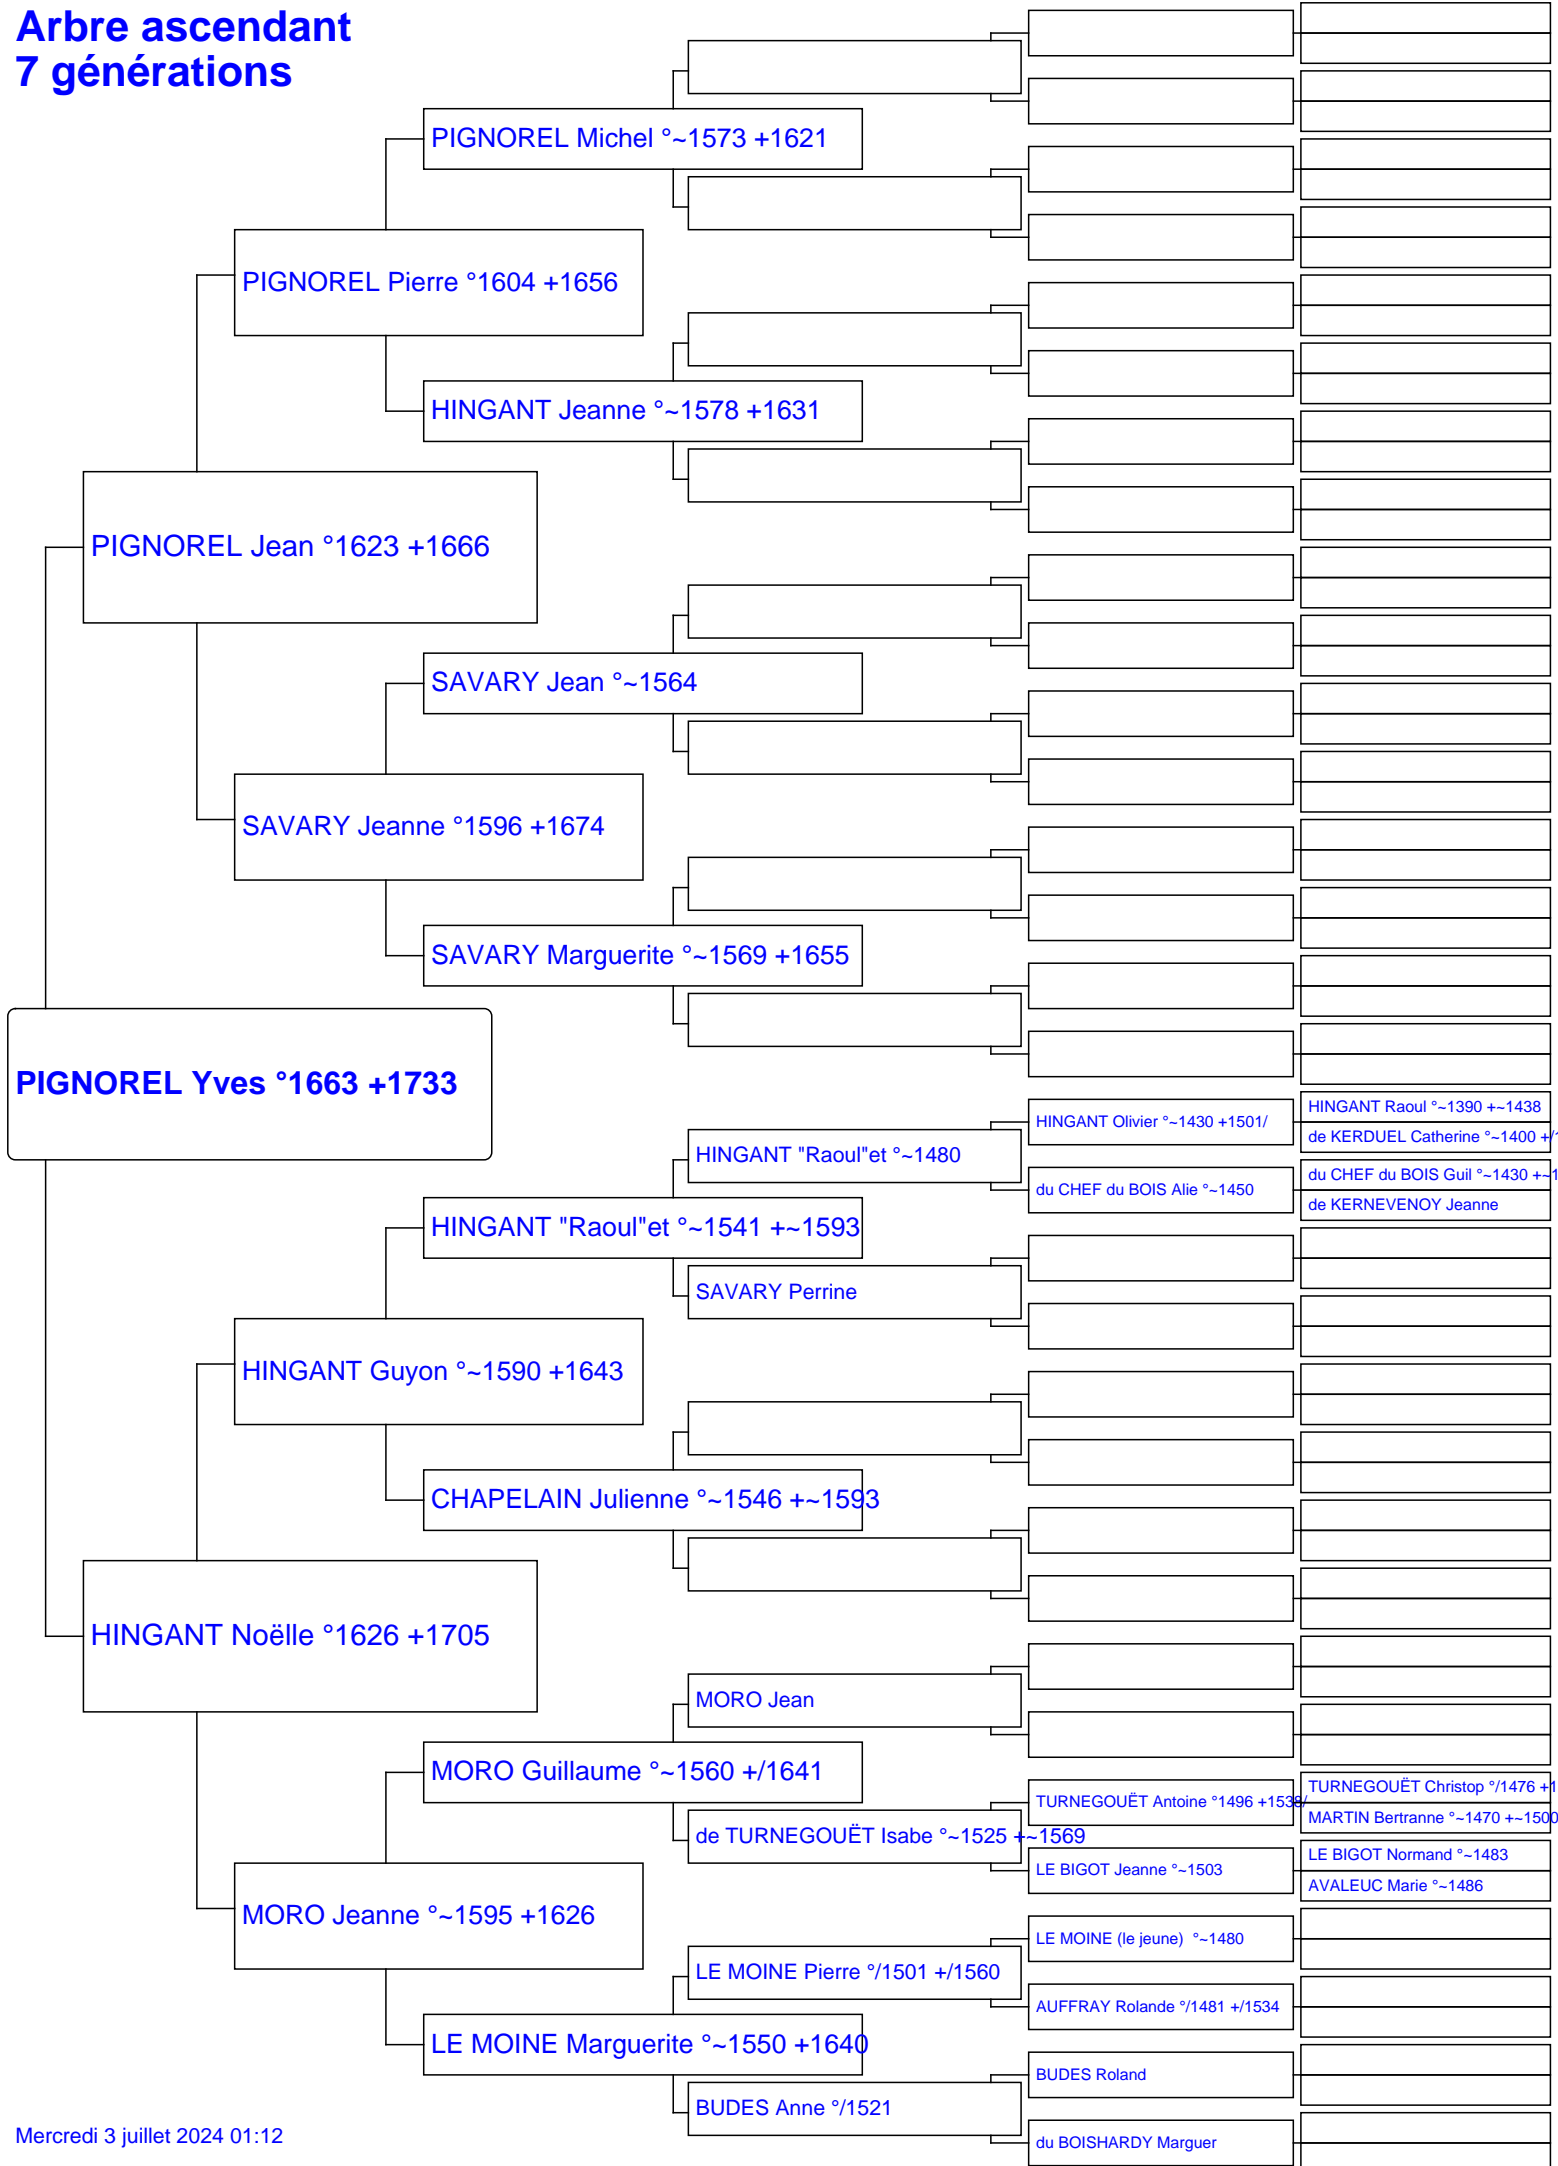 Arbre ascendant
7 générations
PIGNOREL Michel °~1573 +1621
PIGNOREL Pierre °1604 +1656
HINGANT Jeanne °~1578 +1631
PIGNOREL Jean °1623 +1666
SAVARY Jean °~1564
SAVARY Jeanne °1596 +1674
SAVARY Marguerite °~1569 +1655
PIGNOREL Yves °1663 +1733
HINGANT Raoul °~1390 +~1438
HINGANT Olivier °~1430 +1501/
de KERDUEL Catherine °~1400 +/1
HINGANT "Raoul"et °~1480
du CHEF du BOIS Guil °~1430 +~1
du CHEF du BOIS Alie °~1450
de KERNEVENOY Jeanne
HINGANT "Raoul"et °~1541 +~1593
SAVARY Perrine
HINGANT Guyon °~1590 +1643
CHAPELAIN Julienne °~1546 +~1593
HINGANT Noëlle °1626 +1705
MORO Jean
MORO Guillaume °~1560 +/1641
TURNEGOUËT Christop °/1476 +1
TURNEGOUËT Antoine °1496 +1538/
MARTIN Bertranne °~1470 +~1500
de TURNEGOUËT Isabe °~1525 +~1569
LE BIGOT Normand °~1483
LE BIGOT Jeanne °~1503
AVALEUC Marie °~1486
MORO Jeanne °~1595 +1626
LE MOINE (le jeune)  °~1480
LE MOINE Pierre °/1501 +/1560
AUFFRAY Rolande °/1481 +/1534
LE MOINE Marguerite °~1550 +1640
BUDES Roland
BUDES Anne °/1521
du BOISHARDY Marguer
Mercredi 3 juillet 2024 01:12